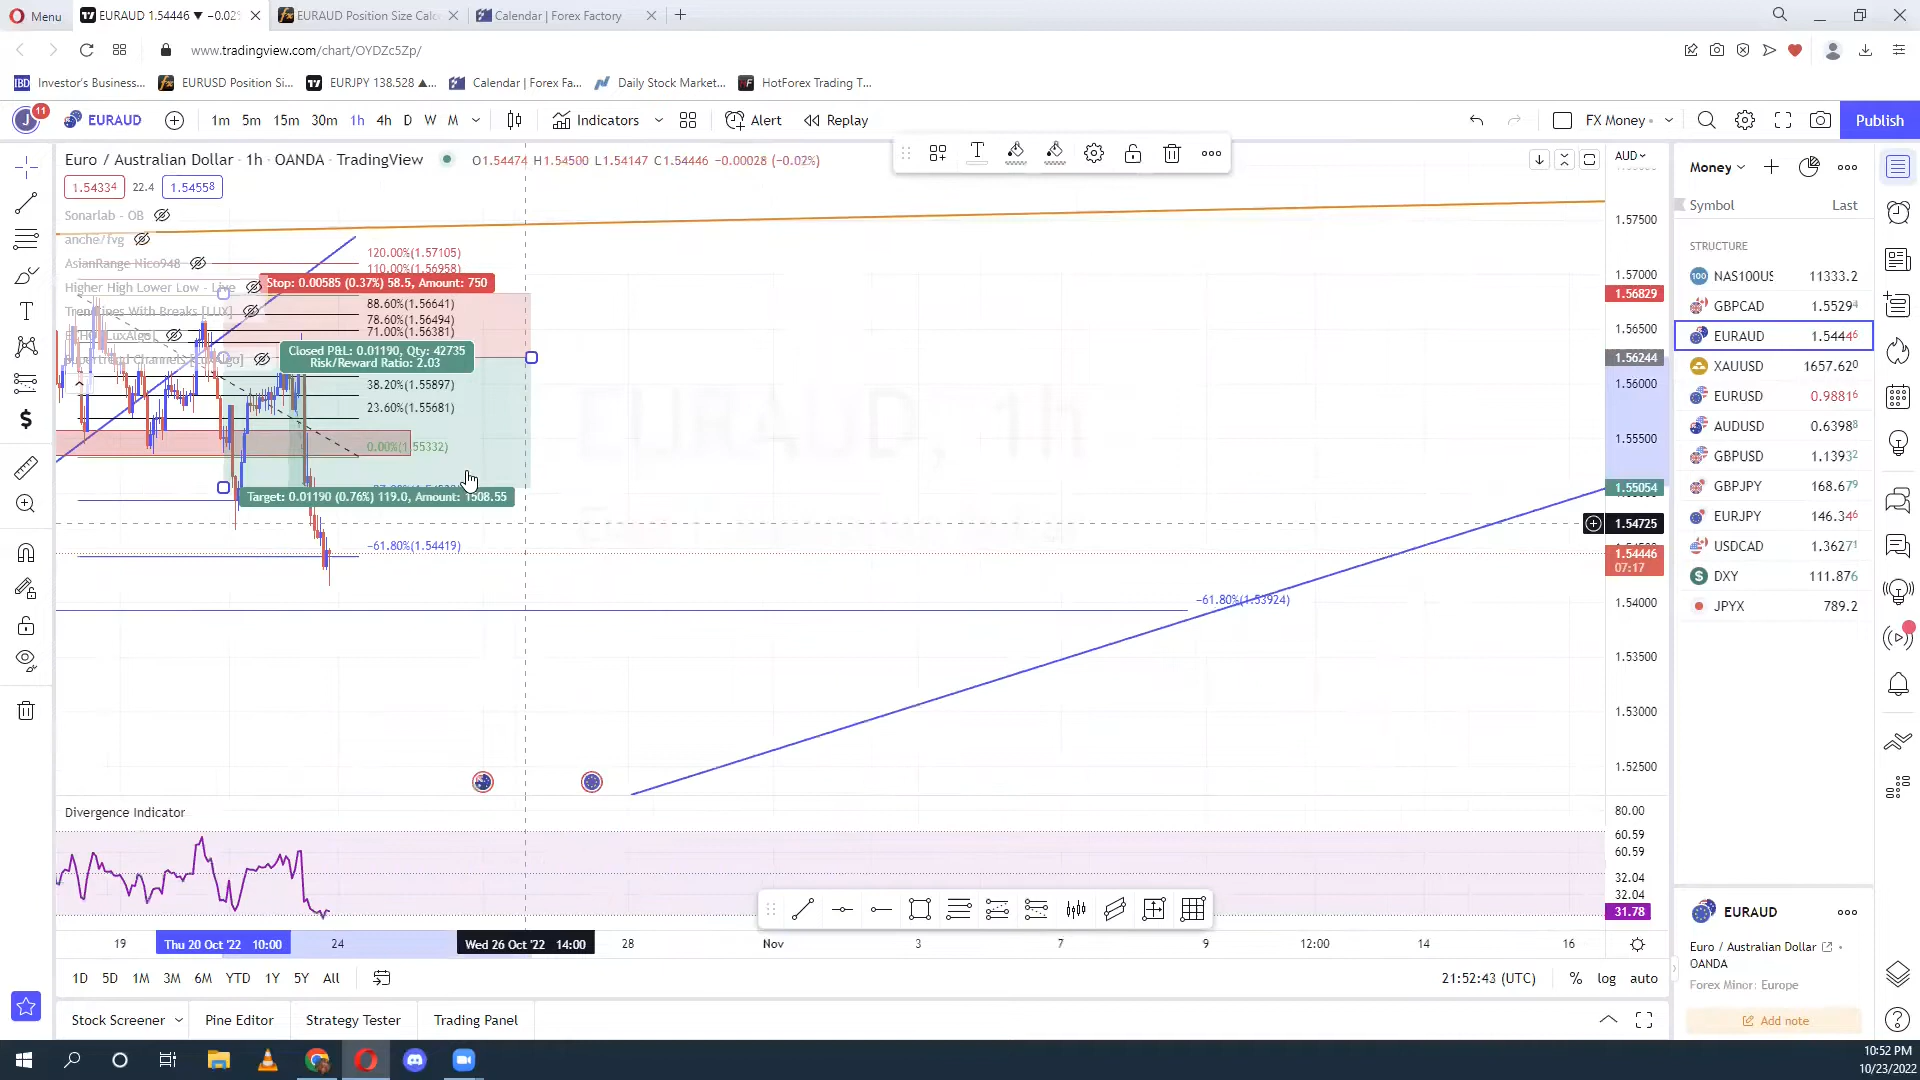 Menu
EURAUD 1.54446 ▼ −0.02
EURAUD Position Size Calc
Calendar | Forex Factory
www.tradingview.com/chart/OYDZc5Zp/
Investor's Business...
EURUSD Position Si...
EURJPY 138.528 ▲...
Calendar | Forex Fa...
Daily Stock Market...
HotForex Trading T...
11
EURAUD
1m 5m 15m 30m 1h 4h D W M
Indicators
Alert
Replay
FX Money
Publish
Euro / Australian Dollar · 1h · OANDA · TradingView
O1.54474 H1.54500 L1.54147 C1.54446 −0.00028 (−0.02%)
AUD
1.54334 22.4 1.54558
Sonarlab - OB
anche/fvg
AsianRange Nico948
Higher High Lower Low - Live
Trendlines With Breaks [LUX]
120.00%(1.57105)
110.00%(1.56958)
Stop: 0.00585 (0.37%) 58.5, Amount: 750
88.60%(1.56641)
78.60%(1.56494)
71.00%(1.56381)
Closed P&L: 0.01190, Qty: 42735
Risk/Reward Ratio: 2.03
38.20%(1.55897)
23.60%(1.55681)
0.00%(1.55332)
Target: 0.01190 (0.76%) 119.0, Amount: 1508.55
−61.80%(1.54419)
−61.80%(1.53924)
EURAUD, 1h
1.57500
1.57000
1.56829
1.56500
1.56244
1.56000
1.55500
1.55054
1.54725
1.54446
07:17
1.54000
1.53500
1.53000
1.52500
Divergence Indicator
80.00
60.59
60.59
32.04
32.04
31.78
19
Thu 20 Oct '22 10:00
24
Wed 26 Oct '22 14:00
28
Nov
3
7
9
12:00
14
16
1D 5D 1M 3M 6M YTD 1Y 5Y All
21:52:43 (UTC)
% log auto
Stock Screener
Pine Editor
Strategy Tester
Trading Panel
Money
Symbol Last
STRUCTURE
NAS100US 11333.2
GBPCAD 1.55294
EURAUD 1.54446
XAUUSD 1657.620
EURUSD 0.98816
AUDUSD 0.63988
GBPUSD 1.13932
GBPJPY 168.679
EURJPY 146.346
USDCAD 1.36271
DXY 111.876
JPYX 789.2
EURAUD
Euro / Australian Dollar
OANDA
Forex Minor: Europe
Add note
10:52 PM
10/23/2022